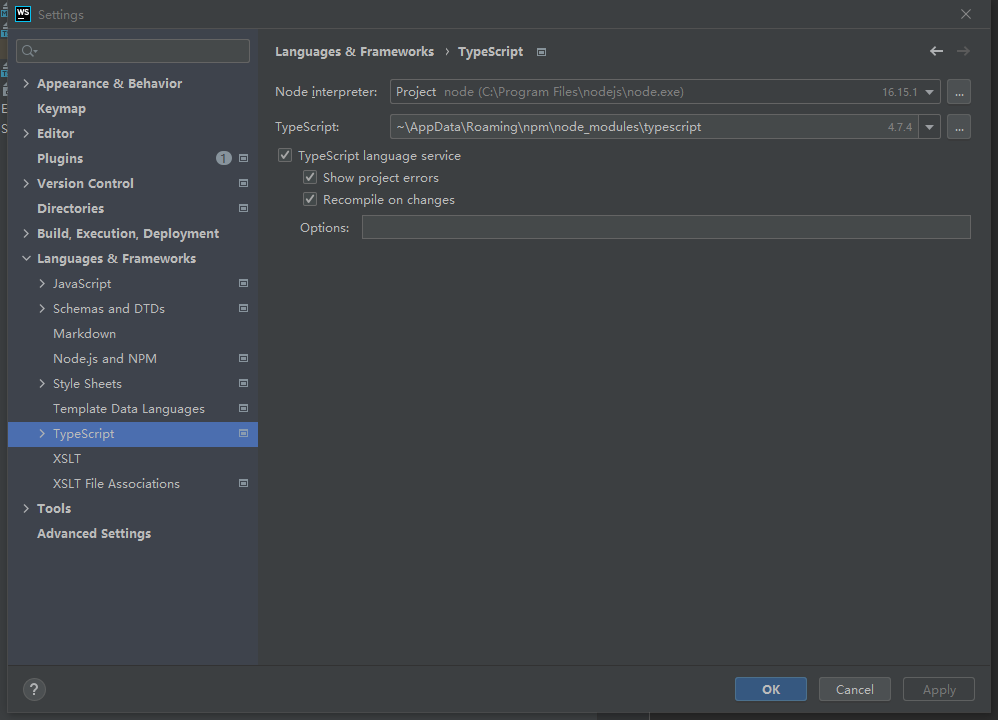 WS Settings
Languages & Frameworks › TypeScript
Node interpreter: Project node (C:\Program Files\nodejs\node.exe) 16.15.1 ...
TypeScript: ~\AppData\Roaming\npm\node_modules\typescript 4.7.4 ...
TypeScript language service
Show project errors
Recompile on changes
Options:
Appearance & Behavior
Keymap
Editor
Plugins 1
Version Control
Directories
Build, Execution, Deployment
Languages & Frameworks
JavaScript
Schemas and DTDs
Markdown
Node.js and NPM
Style Sheets
Template Data Languages
TypeScript
XSLT
XSLT File Associations
Tools
Advanced Settings
? OK Cancel Apply